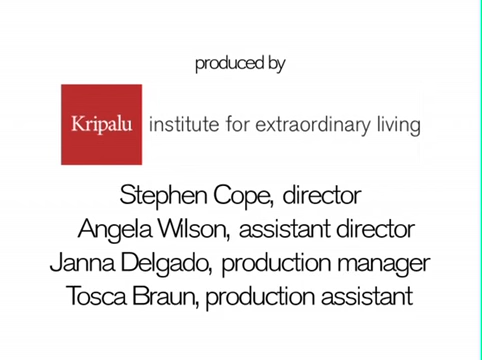 produced by
Kripalu institute for extraordinary living
Stephen Cope, director
Angela Wilson, assistant director
Janna Delgado, production manager
Tosca Braun, production assistant